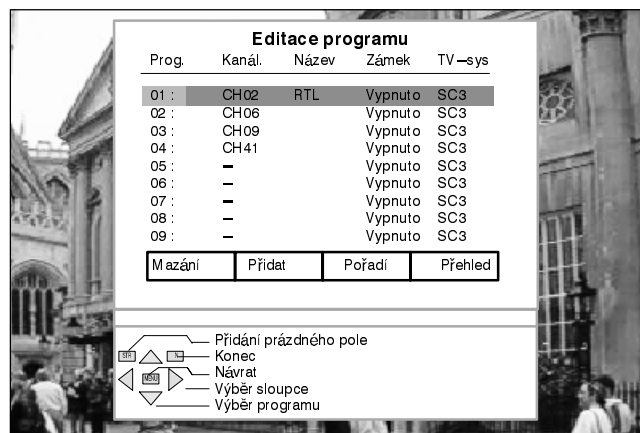 Editace programu
Prog. Kanál. Název Zámek TV–sys
01 : CH02 RTL Vypnuto SC3
02 : CH06 Vypnuto SC3
03 : CH09 Vypnuto SC3
04 : CH41 Vypnuto SC3
05 : – Vypnuto SC3
06 : – Vypnuto SC3
07 : – Vypnuto SC3
08 : – Vypnuto SC3
09 : – Vypnuto SC3
Mazání Přidat Pořadí Přehled
Přidání prázdného pole
STR N Konec
MENU Návrat
Výběr sloupce
Výběr programu